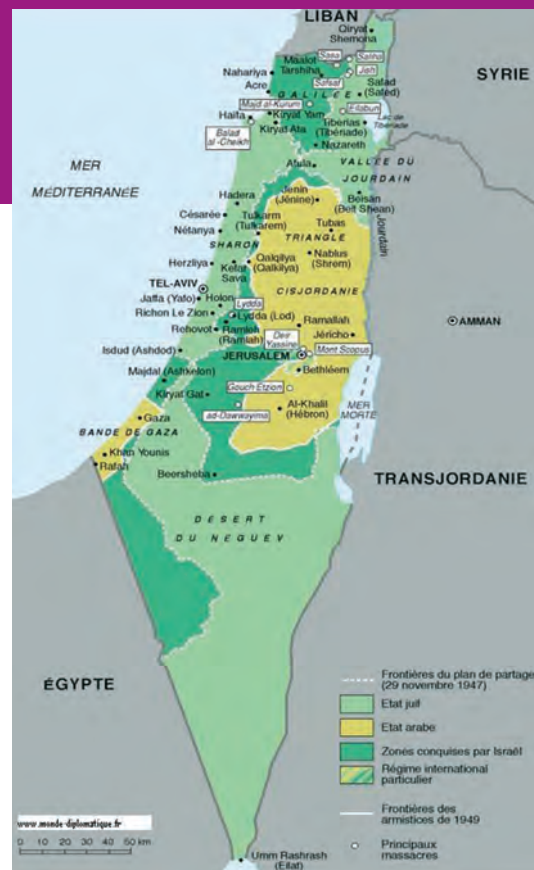 LIBAN
Qiryat
Shemona
SYRIE
Sasa
Saliha
Maalot
Tarshiha
Jish
Safsaf
Nahariya
Acre
GALILÉE
Safad
(Safed)
Majd al-Kurum
Eilabun
Haïfa
Kiryat Yam
Kiryat Ata
Tiberias
(Tibériade)
Lac de
Tibériade
Balad
al-Cheikh
Nazareth
MER
MÉDITERRANÉE
Afula
VALLÉE DU
JOURDAIN
Hadera
Jenin
(Jénine)
Beisan
(Beit Shean)
Césarée
Tulkarm
(Tulkarem)
Tubas
Jourdain
Nétanya
SHARON
TRIANGLE
Nablus
(Shrem)
Herzliya
Kefar
Sava
Qalqilya
(Qalkilya)
CISJORDANIE
TEL-AVIV
Jaffa (Yafo)
Holon
Lydda
Richon Le Zion
Lydda (Lod)
Ramallah
AMMAN
Rehovot
Ramleh
(Ramlah)
Deir
Yassine
Jéricho
Isdud (Ashdod)
JERUSALEM
Mont Scopus
Majdal (Ashkelon)
Bethléem
Kiryat Gat
Gouch Etzion
Gaza
ad-Dawwayima
Al-Khalil
(Hébron)
MER
MORTE
BANDE DE GAZA
Khan Younis
Rafah
Beersheba
TRANSJORDANIE
DÉSERT
DU NEGUEV
ÉGYPTE
Frontières du plan de partage
(29 novembre 1947)
Etat juif
Etat arabe
Zones conquises par Israël
Régime international
particulier
Frontières des
armistices de 1949
Principaux
massacres
www.monde-diplomatique.fr
0 10 20 30 40 50 km
Umm Rashrash
(Eilat)